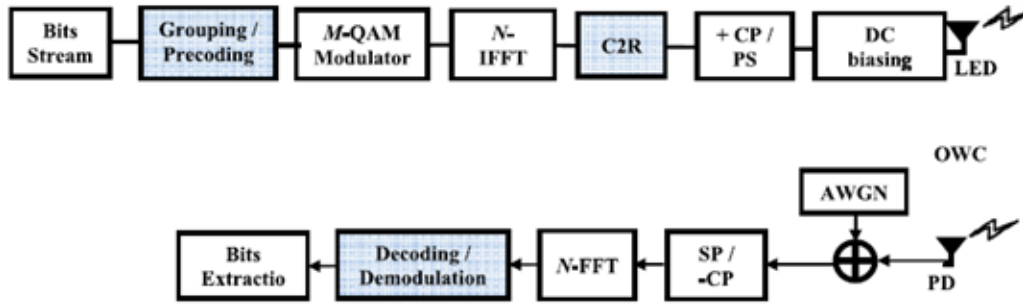 Bits
Stream
Grouping /
Precoding
M-QAM
Modulator
N-
IFFT
C2R
+ CP /
PS
DC
biasing
LED
OWC
AWGN
Bits
Extractio
Decoding /
Demodulation
N-FFT
SP /
-CP
PD